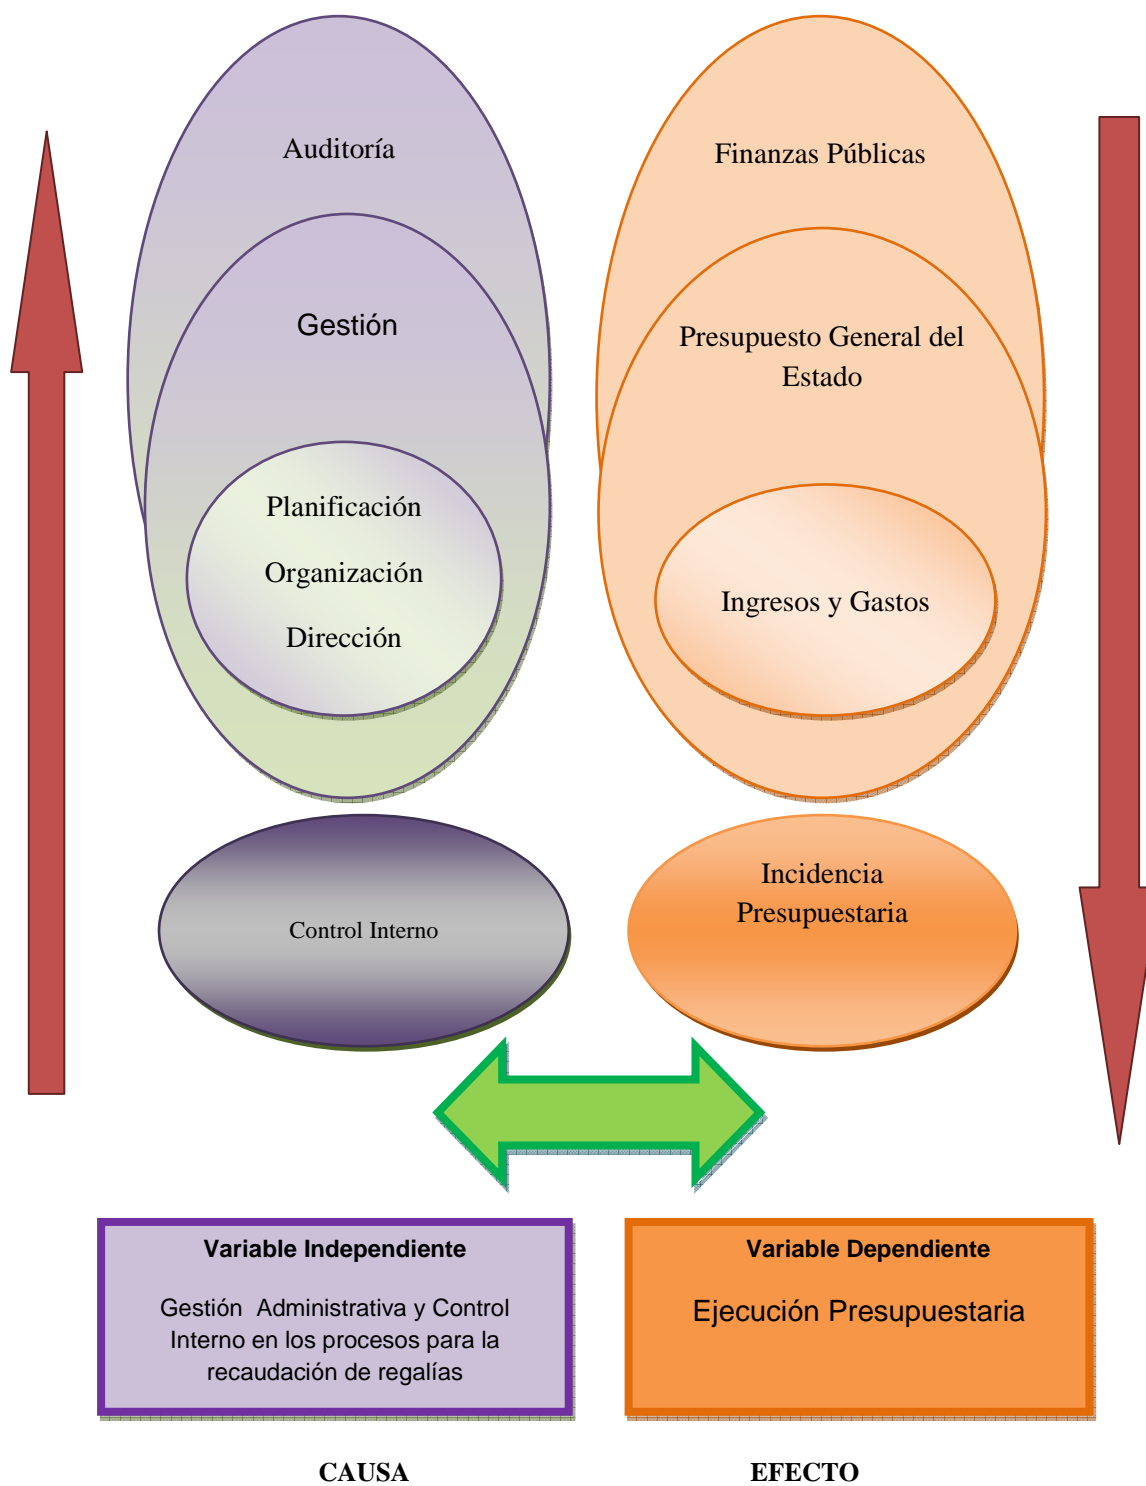 Auditoría
Finanzas Públicas
Gestión
Presupuesto General del
Estado
Planificación
Organización
Dirección
Ingresos y Gastos
Control Interno
Incidencia
Presupuestaria
Variable Independiente
Gestión Administrativa y Control
Interno en los procesos para la
recaudación de regalías
Variable Dependiente
Ejecución Presupuestaria
CAUSA
EFECTO